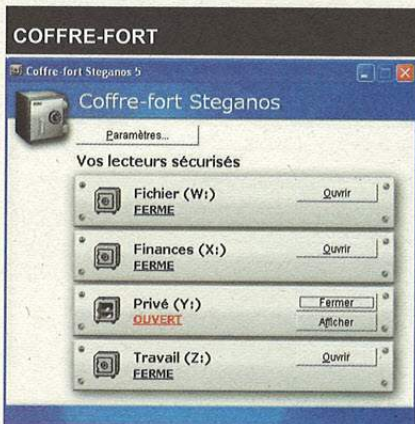 COFFRE-FORT
Coffre-fort Steganos 5
Coffre-fort Steganos
Paramètres...
Vos lecteurs sécurisés
Fichier (W:)
Ouvrir
FERME
Finances (X:)
Ouvrir
FERME
Privé (Y:)
Fermer
OUVERT
Afficher
Travail (Z:)
Ouvrir
FERME